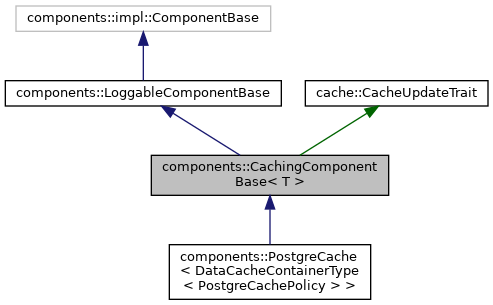 components::impl::ComponentBase
components::LoggableComponentBase
cache::CacheUpdateTrait
components::CachingComponent
Base< T >
components::PostgreCache
< DataCacheContainerType
< PostgreCachePolicy > >